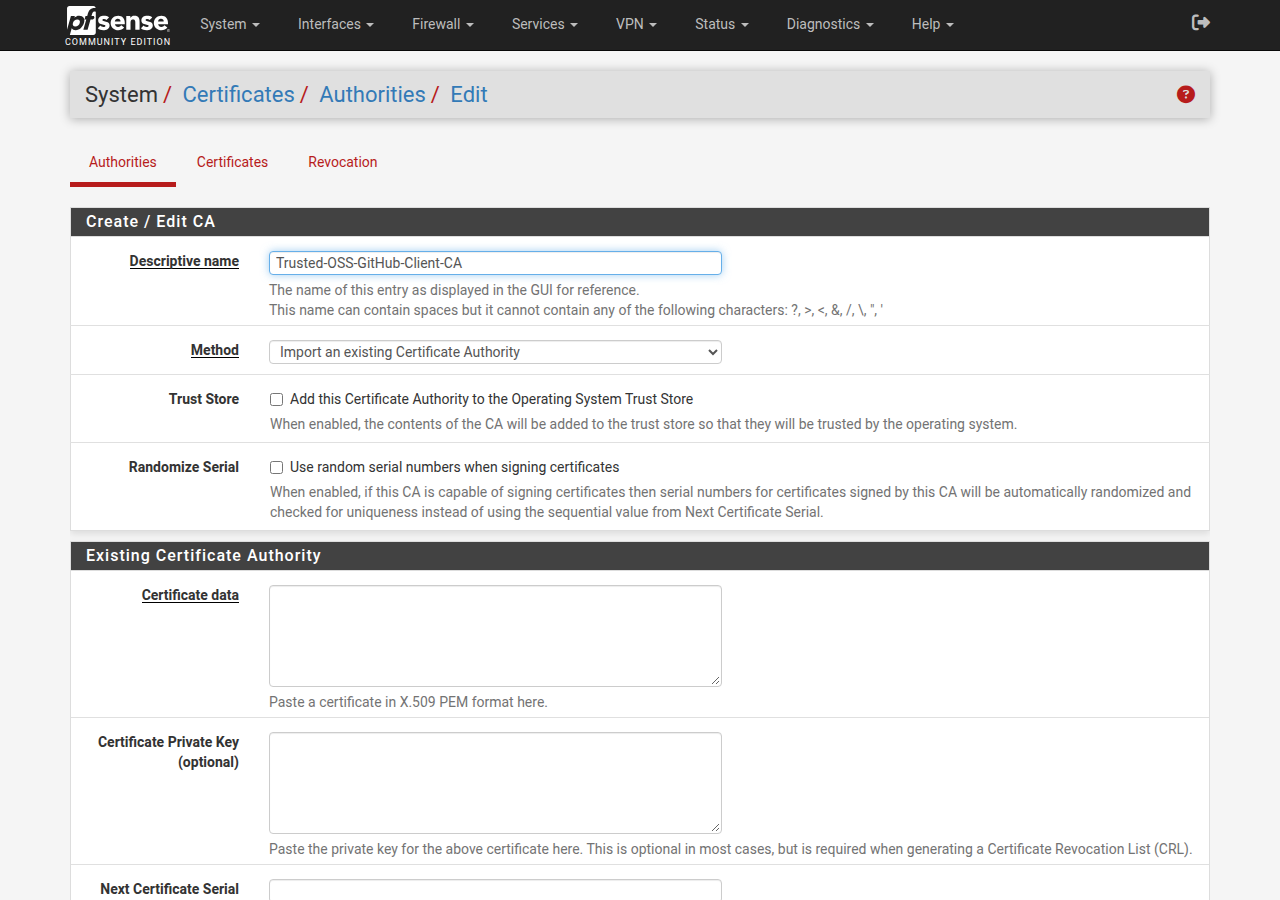 pfsense
COMMUNITY EDITION
System Interfaces Firewall Services VPN Status Diagnostics Help
System / Certificates / Authorities / Edit
?
Authorities Certificates Revocation
Create / Edit CA
Descriptive name
Trusted-OSS-GitHub-Client-CA
The name of this entry as displayed in the GUI for reference.
This name can contain spaces but it cannot contain any of the following characters: ?, >, <, &, /, \, ", '
Method
Import an existing Certificate Authority
Trust Store
Add this Certificate Authority to the Operating System Trust Store
When enabled, the contents of the CA will be added to the trust store so that they will be trusted by the operating system.
Randomize Serial
Use random serial numbers when signing certificates
When enabled, if this CA is capable of signing certificates then serial numbers for certificates signed by this CA will be automatically randomized and
checked for uniqueness instead of using the sequential value from Next Certificate Serial.
Existing Certificate Authority
Certificate data
Paste a certificate in X.509 PEM format here.
Certificate Private Key
(optional)
Paste the private key for the above certificate here. This is optional in most cases, but is required when generating a Certificate Revocation List (CRL).
Next Certificate Serial